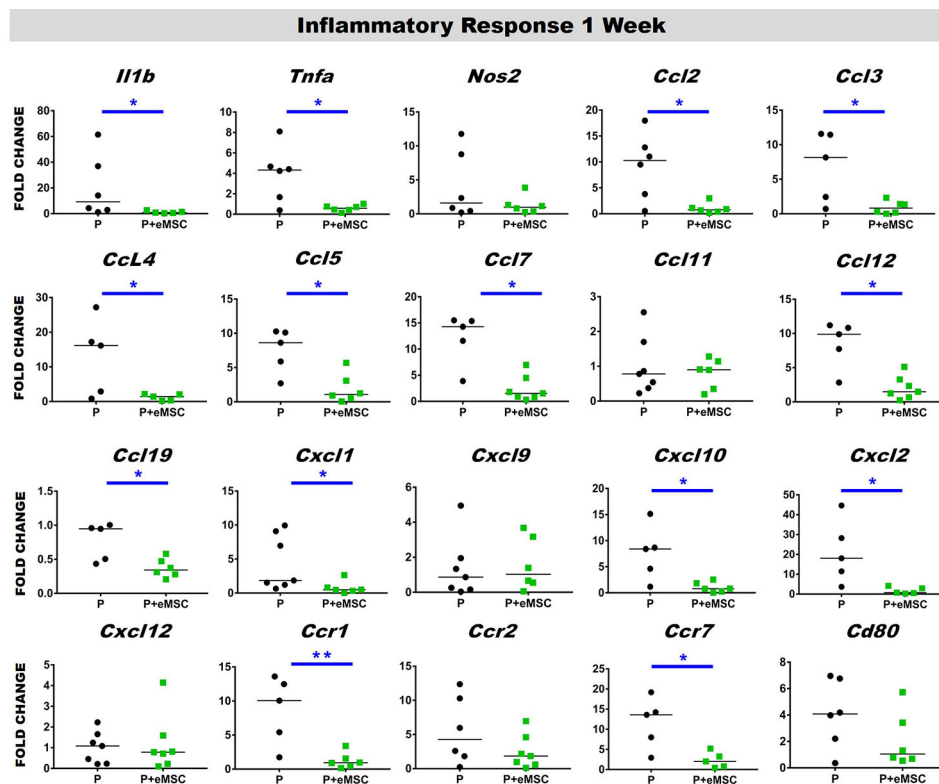 Inflammatory Response 1 Week
Il1b Tnfa Nos2 Ccl2 Ccl3
FOLD CHANGE
* * * *
80 60 40 20 0
10 8 6 4 2 0
15 10 5 0
20 15 10 5 0
15 10 5 0
P P+eMSC P P+eMSC P P+eMSC P P+eMSC P P+eMSC
CcL4 Ccl5 Ccl7 Ccl11 Ccl12
FOLD CHANGE
* * * *
30 20 10 0
15 10 5 0
20 15 10 5 0
3 2 1 0
15 10 5 0
P P+eMSC P P+eMSC P P+eMSC P P+eMSC P P+eMSC
Ccl19 Cxcl1 Cxcl9 Cxcl10 Cxcl2
FOLD CHANGE
* * * *
1.5 1.0 0.5 0.0
15 10 5 0
6 4 2 0
20 15 10 5 0
50 40 30 20 10 0
P P+eMSC P P+eMSC P P+eMSC P P+eMSC P P+eMSC
Cxcl12 Ccr1 Ccr2 Ccr7 Cd80
FOLD CHANGE
** *
5 4 3 2 1 0
15 10 5 0
15 10 5 0
25 20 15 10 5 0
8 6 4 2 0
P P+eMSC P P+eMSC P P+eMSC P P+eMSC P P+eMSC